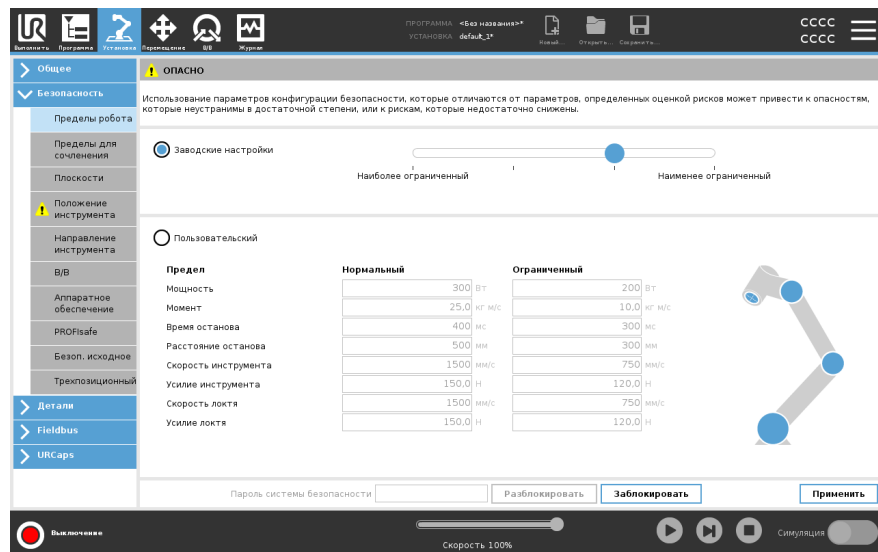 ПРОГРАММА <Без названия>*
УСТАНОВКА default_1*
Выполнить Программа Установка Перемещение В/В Журнал
Новый... Открыть... Сохранить...
CCCC
CCCC
Общее
Безопасность
Пределы робота
Пределы для
сочленения
Плоскости
Положение
инструмента
Направление
инструмента
В/В
Аппаратное
обеспечение
PROFIsafe
Безоп. исходное
Трехпозиционный
Детали
Fieldbus
URCaps
ОПАСНО
Использование параметров конфигурации безопасности, которые отличаются от параметров, определенных оценкой рисков может привести к опасностям,
которые неустранимы в достаточной степени, или к рискам, которые недостаточно снижены.
Заводские настройки
Наиболее ограниченный Наименее ограниченный
Пользовательский
Предел Нормальный Ограниченный
Мощность 300 Вт 200 Вт
Момент 25,0 кг м/с 10,0 кг м/с
Время останова 400 мс 300 мс
Расстояние останова 500 мм 300 мм
Скорость инструмента 1500 мм/с 750 мм/с
Усилие инструмента 150,0 Н 120,0 Н
Скорость локтя 1500 мм/с 750 мм/с
Усилие локтя 150,0 Н 120,0 Н
Пароль системы безопасности Разблокировать Заблокировать Применить
Выключение
Скорость 100%
Симуляция